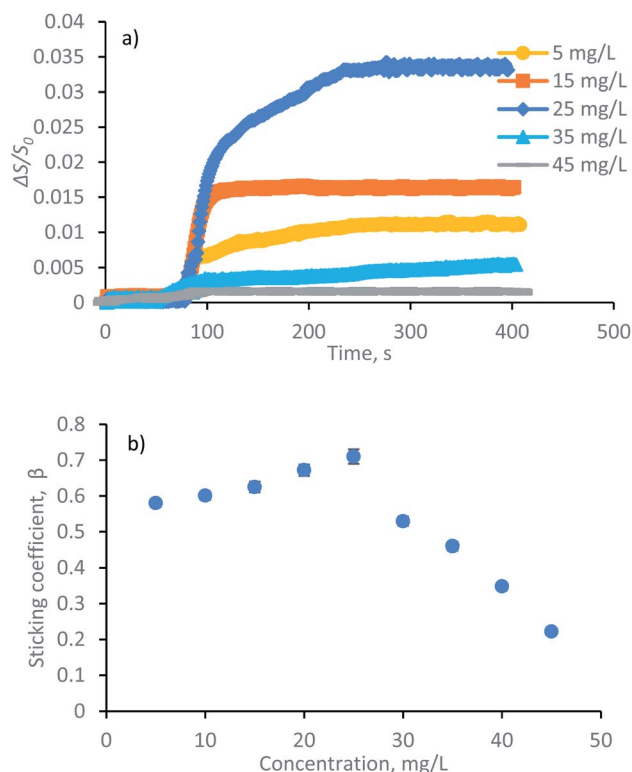 a)
0.04
0.035
0.03
0.025
0.02
0.015
0.01
0.005
0
ΔS/S₀
5 mg/L
15 mg/L
25 mg/L
35 mg/L
45 mg/L
0 100 200 300 400 500
Time, s
b)
0.8
0.7
0.6
0.5
0.4
0.3
0.2
0.1
0
Sticking coefficient, β
0 10 20 30 40 50
Concentration, mg/L